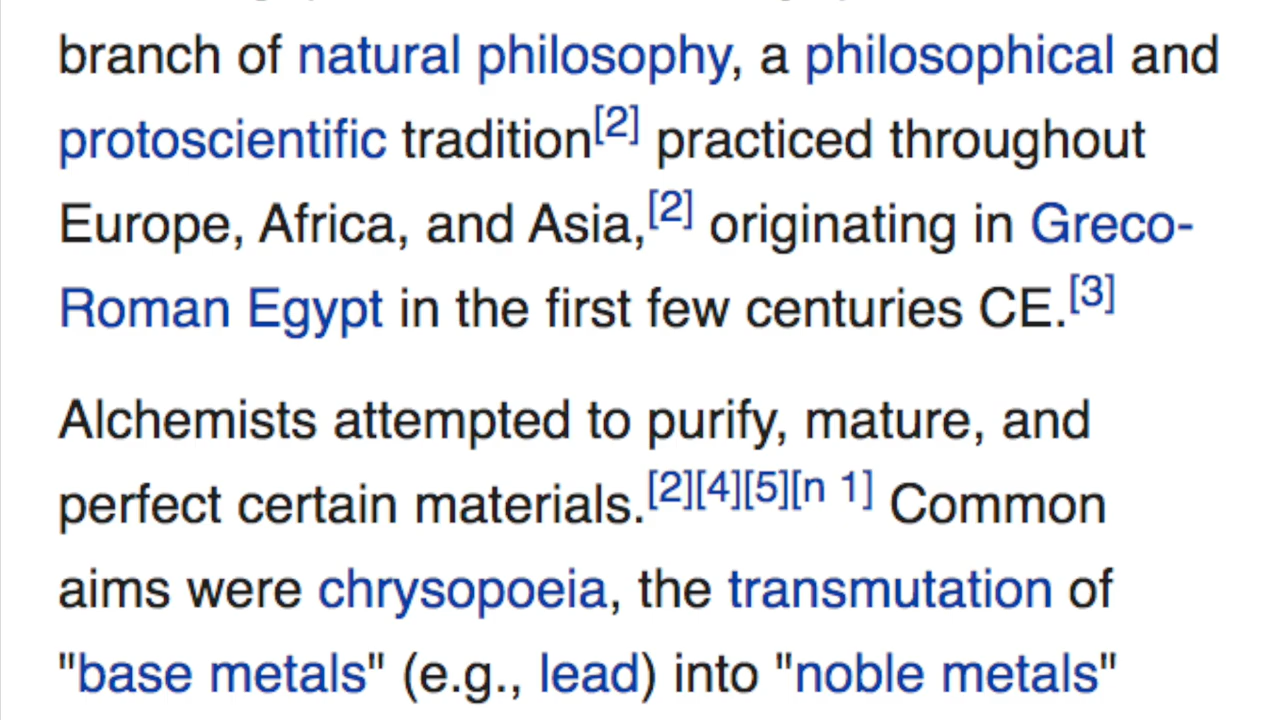 branch of natural philosophy, a philosophical and
protoscientific tradition[2] practiced throughout
Europe, Africa, and Asia,[2] originating in Greco-
Roman Egypt in the first few centuries CE.[3]
Alchemists attempted to purify, mature, and
perfect certain materials.[2][4][5][n 1] Common
aims were chrysopoeia, the transmutation of
"base metals" (e.g., lead) into "noble metals"